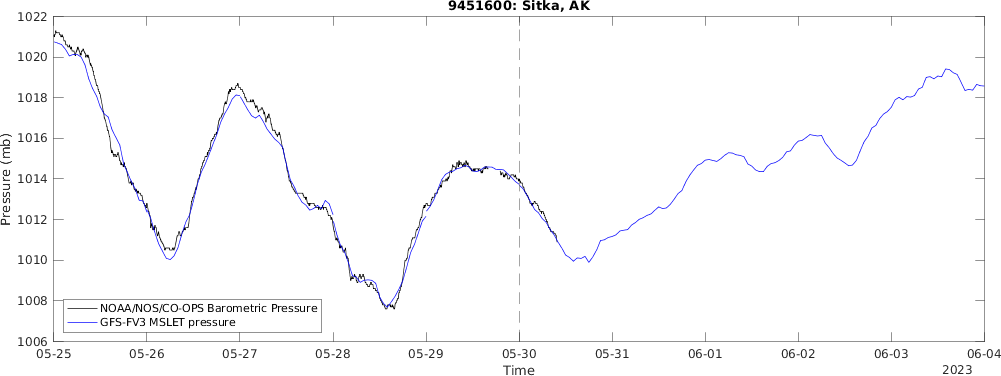 9451600: Sitka, AK
1022
1020
1018
1016
1014
1012
1010
1008
1006
Pressure (mb)
NOAA/NOS/CO-OPS Barometric Pressure
GFS-FV3 MSLET pressure
05-25 05-26 05-27 05-28 05-29 05-30 05-31 06-01 06-02 06-03 06-04
Time
2023